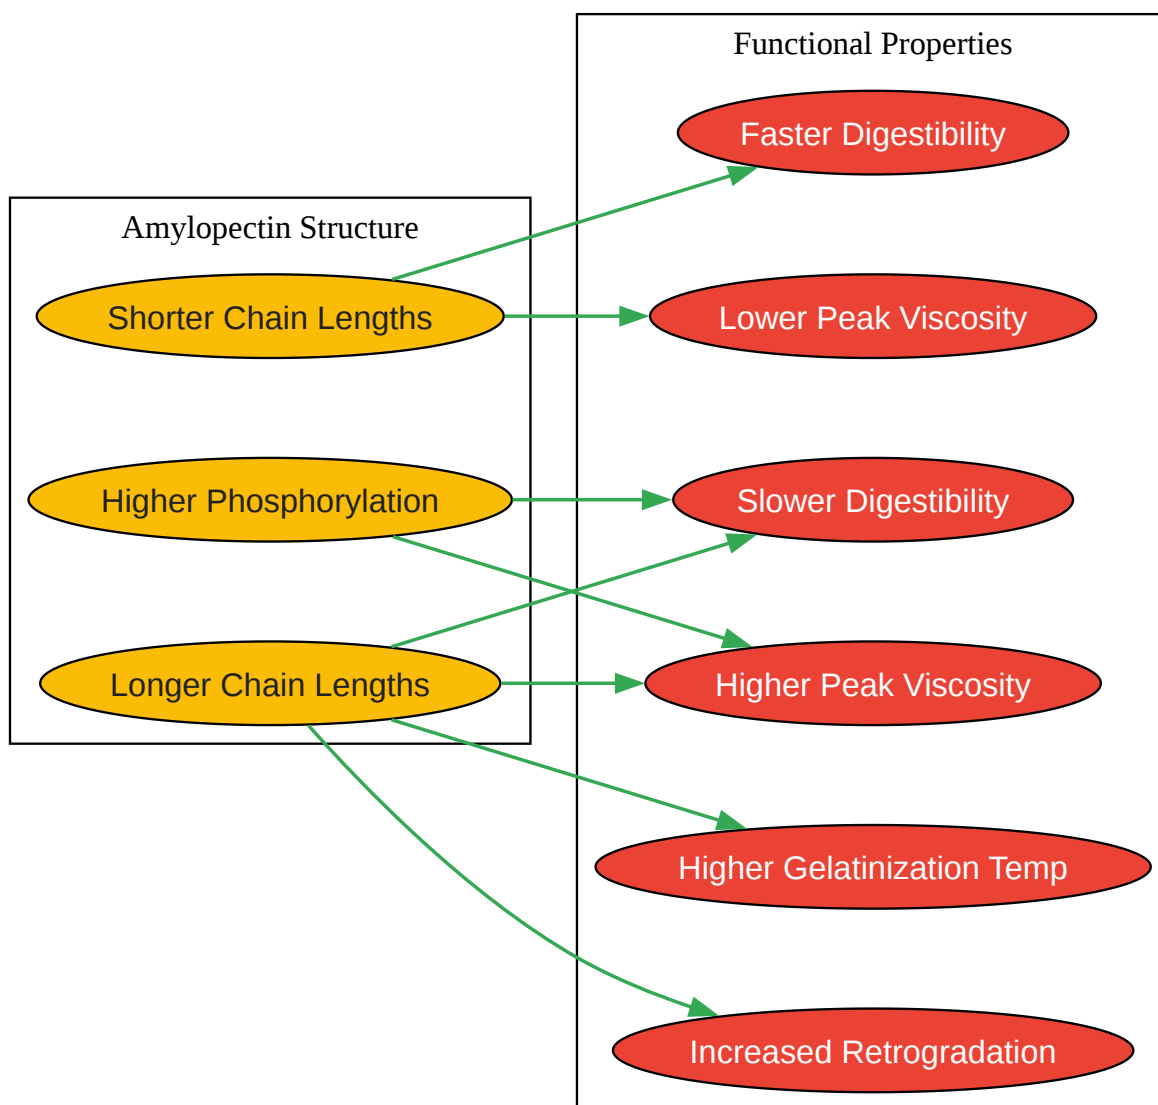 Functional Properties
Faster Digestibility
Amylopectin Structure
Shorter Chain Lengths
Lower Peak Viscosity
Higher Phosphorylation
Slower Digestibility
Longer Chain Lengths
Higher Peak Viscosity
Higher Gelatinization Temp
Increased Retrogradation